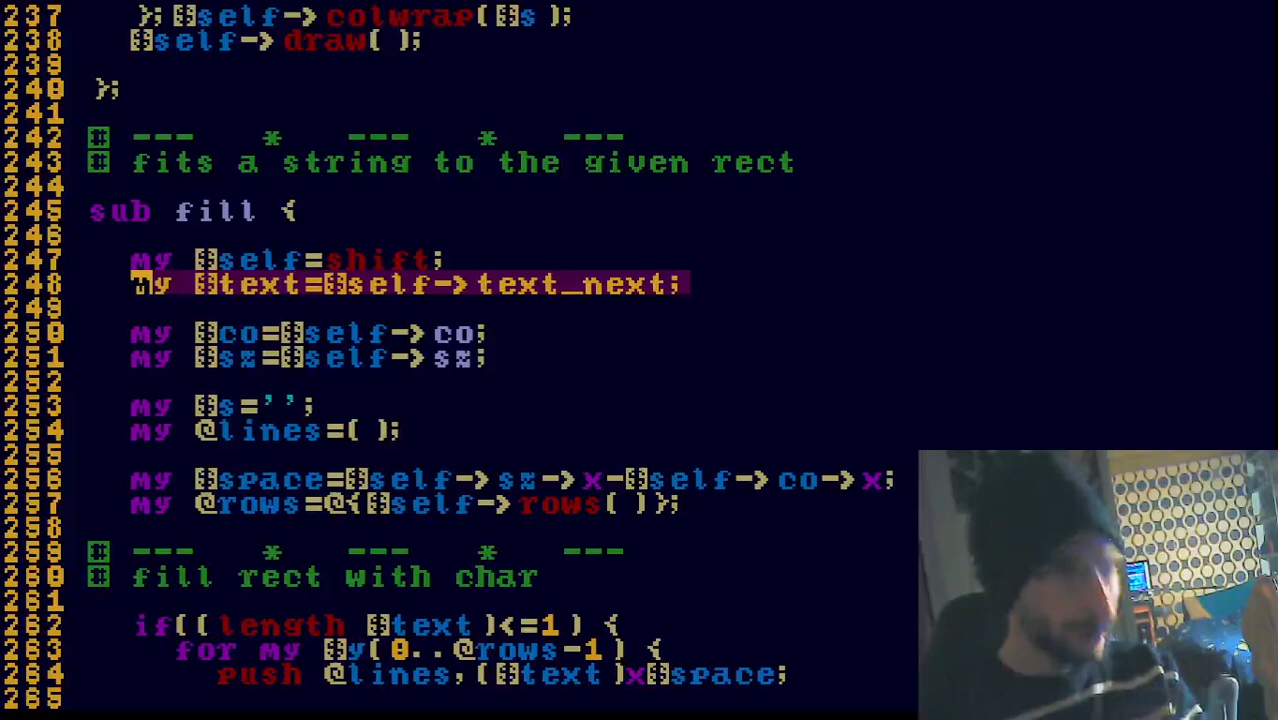 237 }; $self->colwrap($s );
238 $self->draw( );
239
240 };
241
242 # --- * --- * ---
243 # fits a string to the given rect
244
245 sub fill {
246
247 my $self=shift;
248 my $text=$self->text_next;
249
250 my $co=$self->co;
251 my $sz=$self->sz;
252
253 my $s='';
254 my @lines=( );
255
256 my $space=$self->sz->x-$self->co->x;
257 my @rows=@{$self->rows( )};
258
259 # --- * --- * ---
260 # fill rect with char
261
262 if((length $text )<=1 ) {
263 for my $y(0..@rows-1 ) {
264 push @lines,($text )x$space;
265